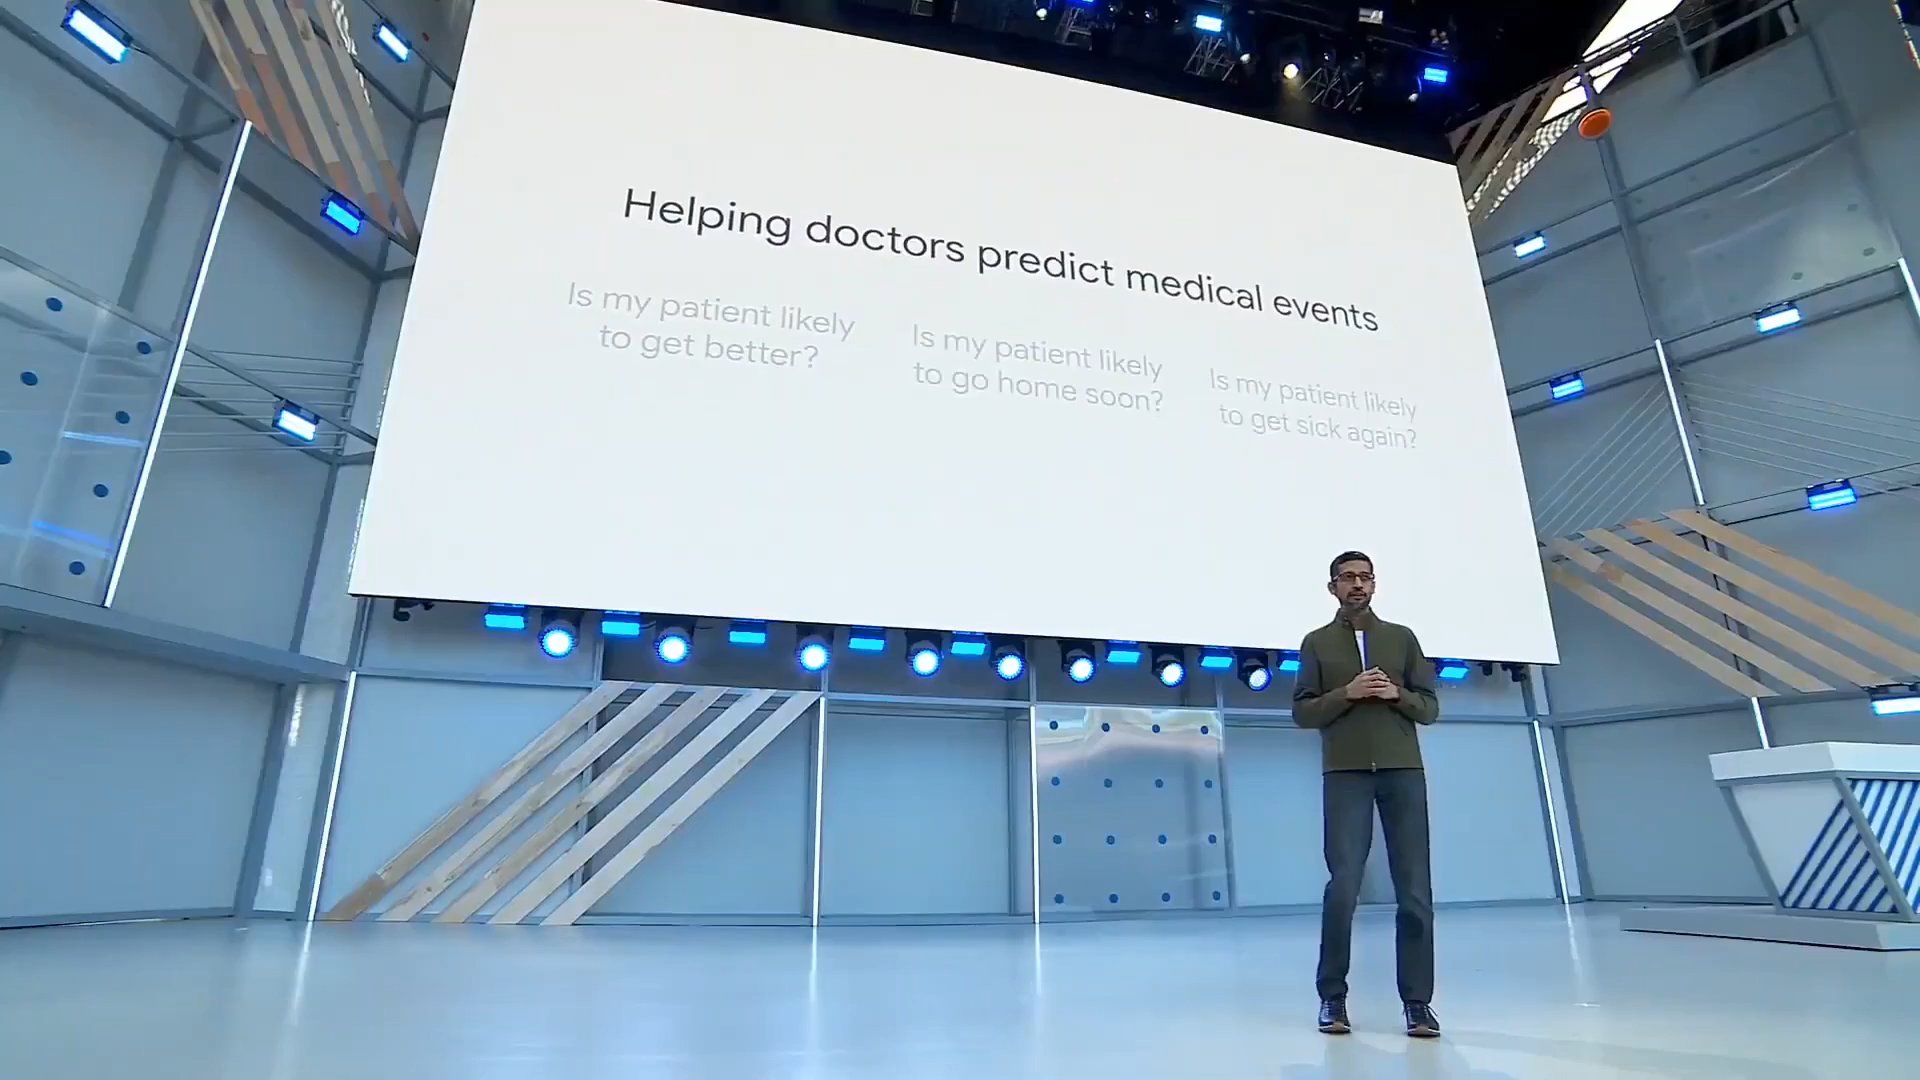 Helping doctors predict medical events
Is my patient likely
to get better?
Is my patient likely
to go home soon?
Is my patient likely
to get sick again?